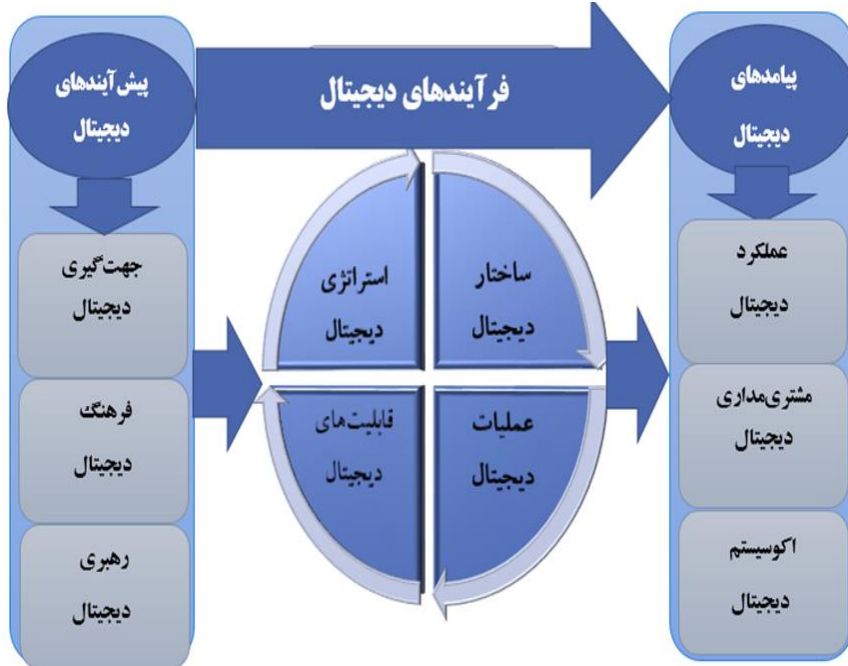 پیش‌آیندهای
دیجیتال
فرآیندهای دیجیتال
پیامدهای
دیجیتال
جهت‌گیری
دیجیتال
فرهنگ
دیجیتال
رهبری
دیجیتال
استراتژی
دیجیتال
ساختار
دیجیتال
قابلیت‌های
دیجیتال
عملیات
دیجیتال
عملکرد
دیجیتال
مشتری‌مداری
دیجیتال
اکوسیستم
دیجیتال